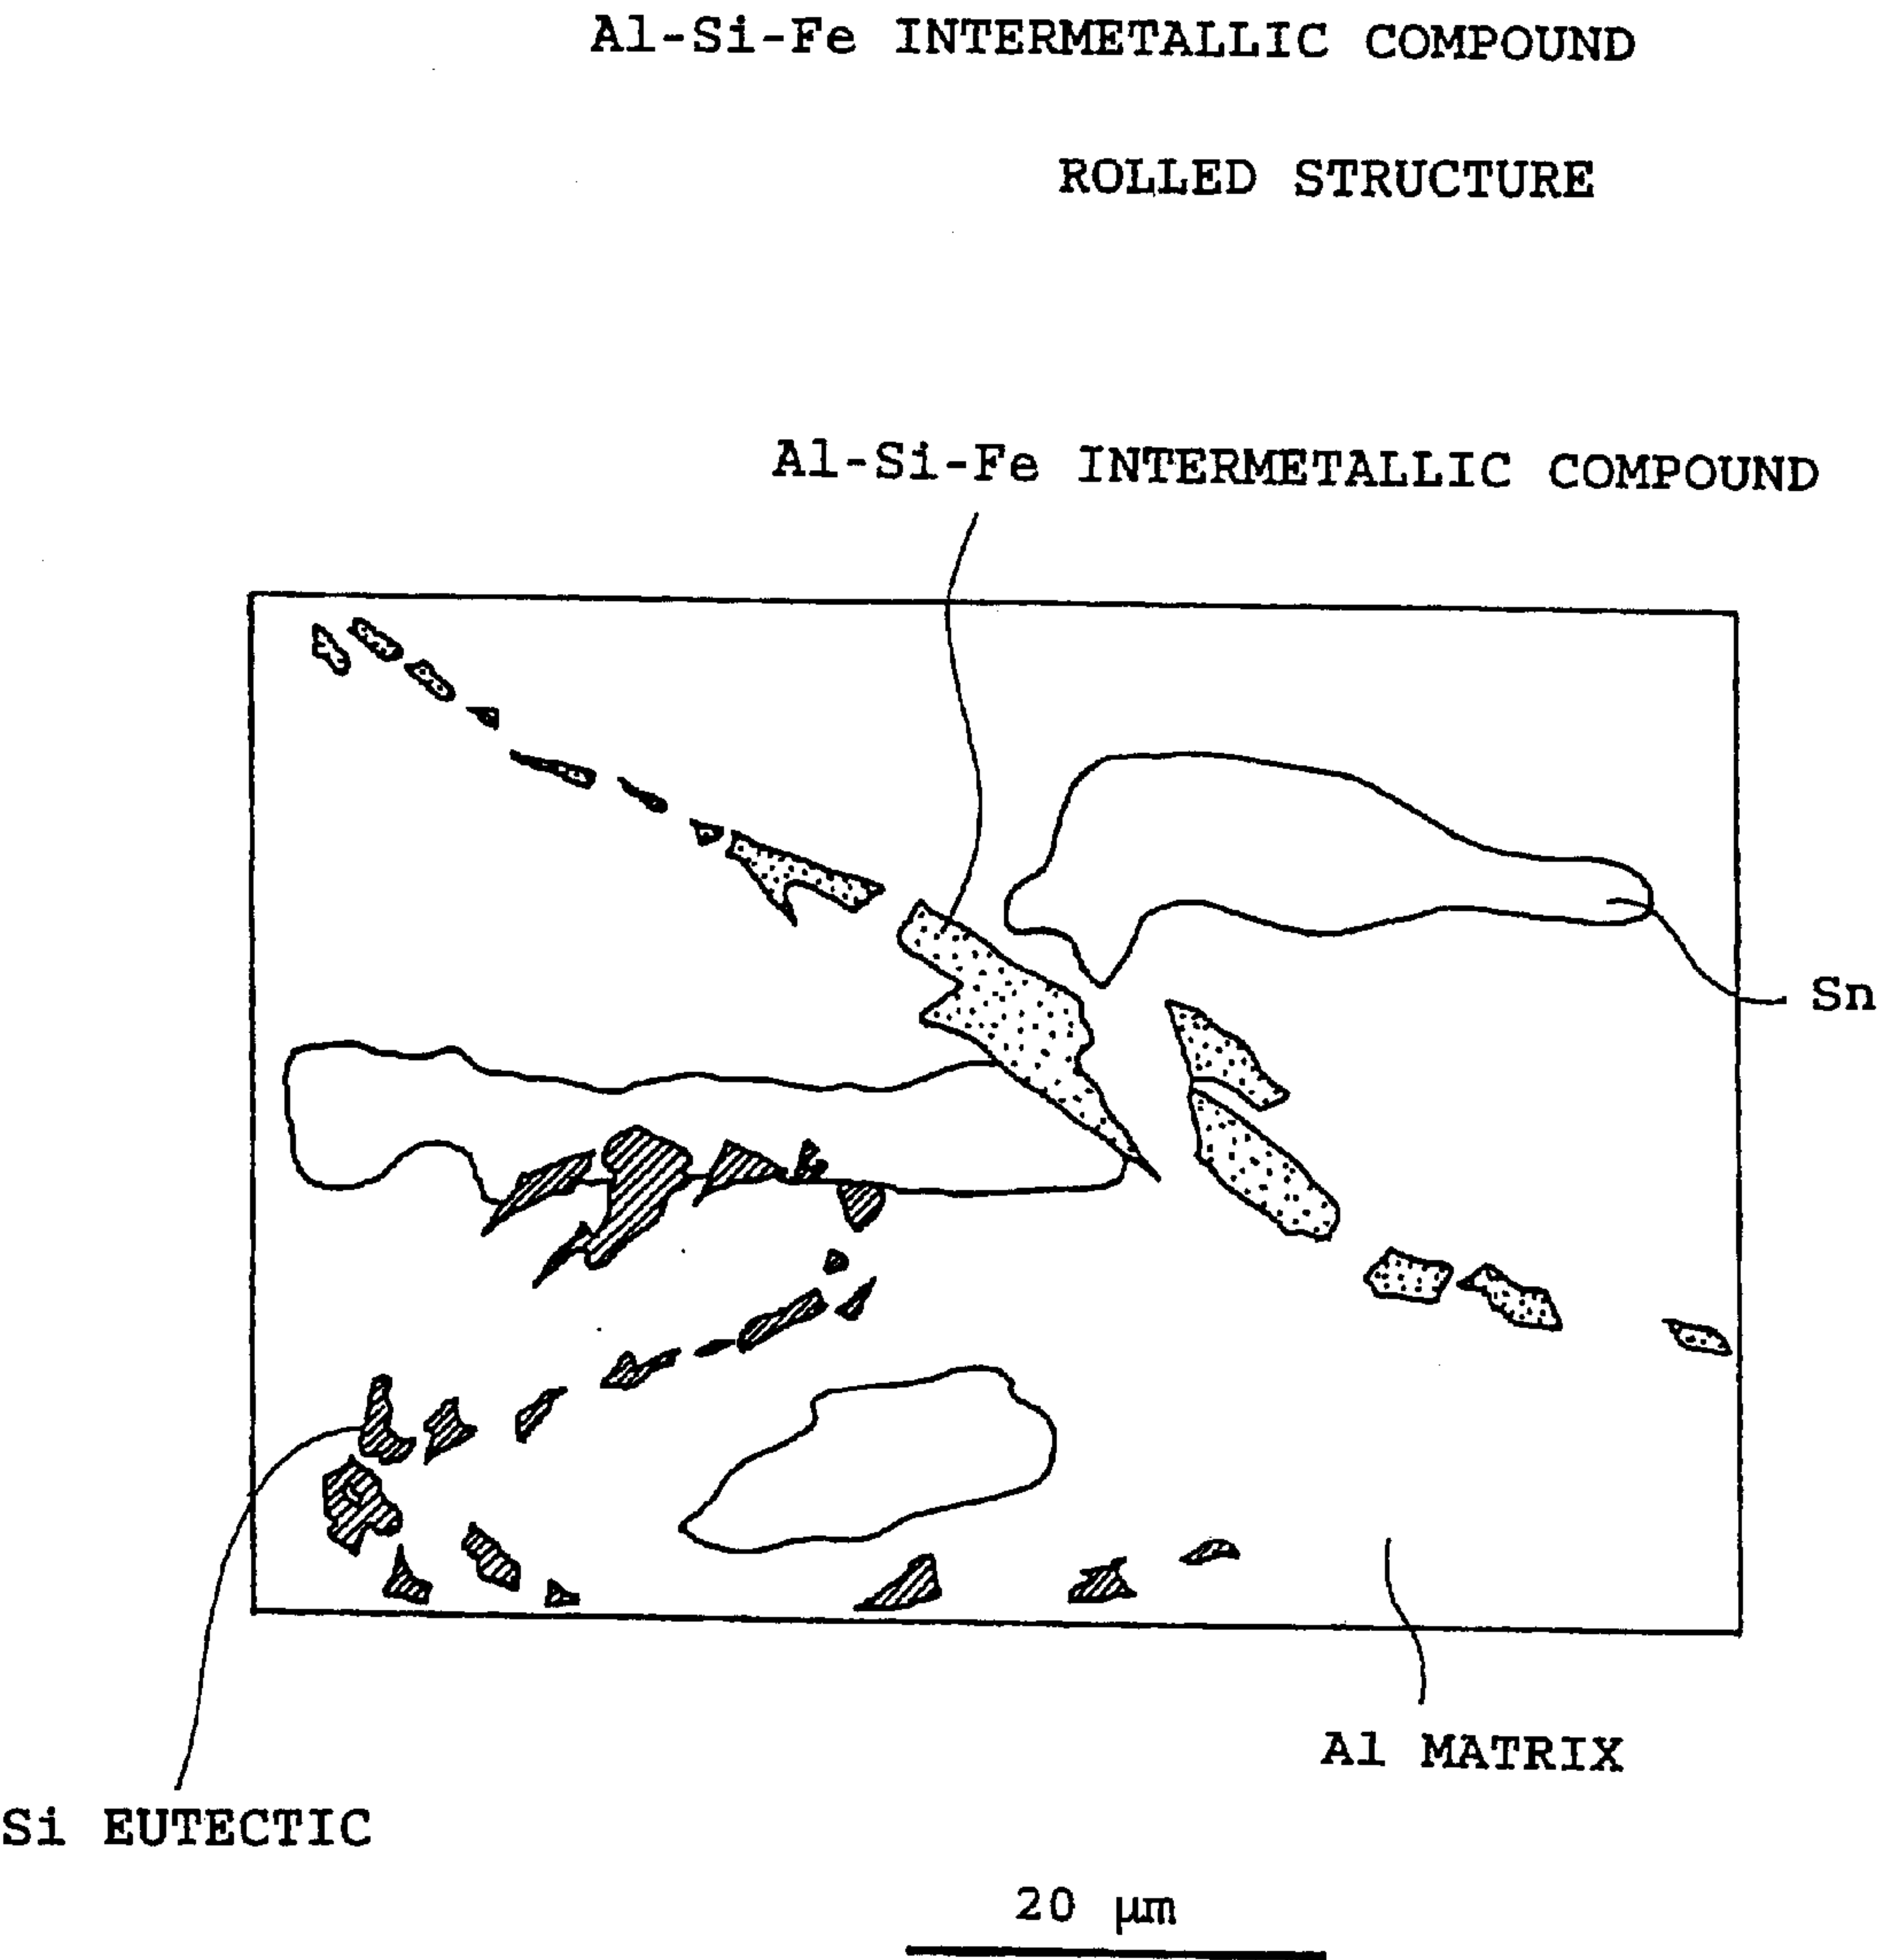 Al-Si-Fe INTERMETALLIC COMPOUND
ROLLED STRUCTURE
Al-Si-Fe INTERMETALLIC COMPOUND
Sn
Al MATRIX
Si EUTECTIC
20 μm